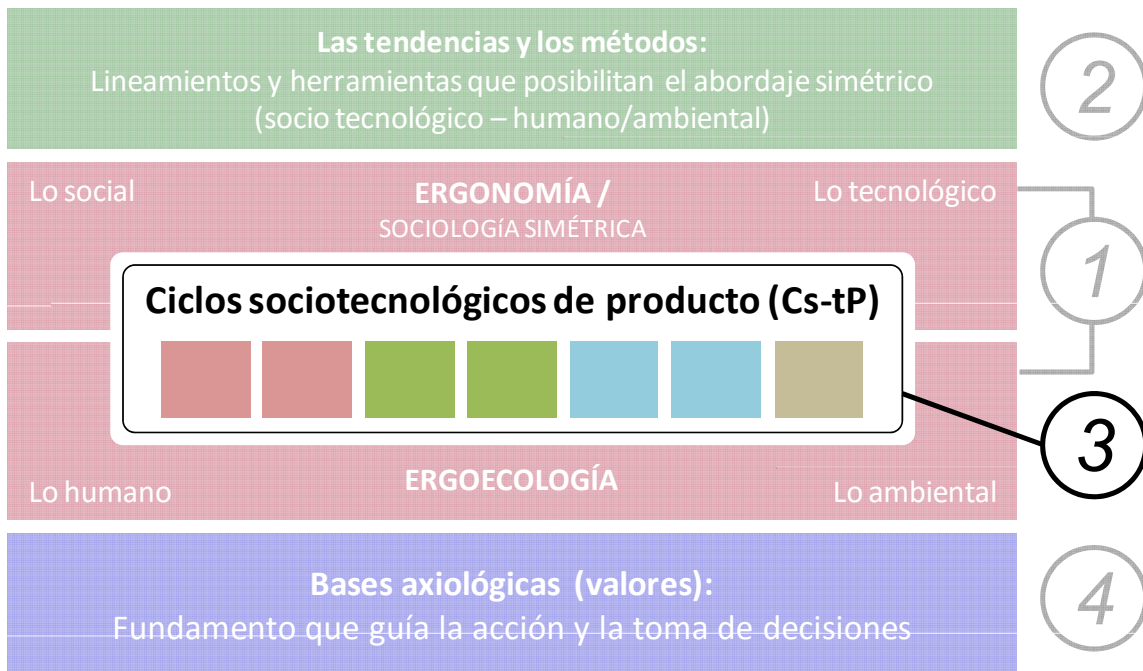 Las tendencias y los métodos:
Lineamientos y herramientas que posibilitan el abordaje simétrico
(socio tecnológico – humano/ambiental)
2
Lo social
ERGONOMÍA /
Lo tecnológico
SOCIOLOGÍA SIMÉTRICA
1
Ciclos sociotecnológicos de producto (Cs-tP)
3
Lo humano
ERGOECOLOGÍA
Lo ambiental
Bases axiológicas (valores):
Fundamento que guía la acción y la toma de decisiones
4